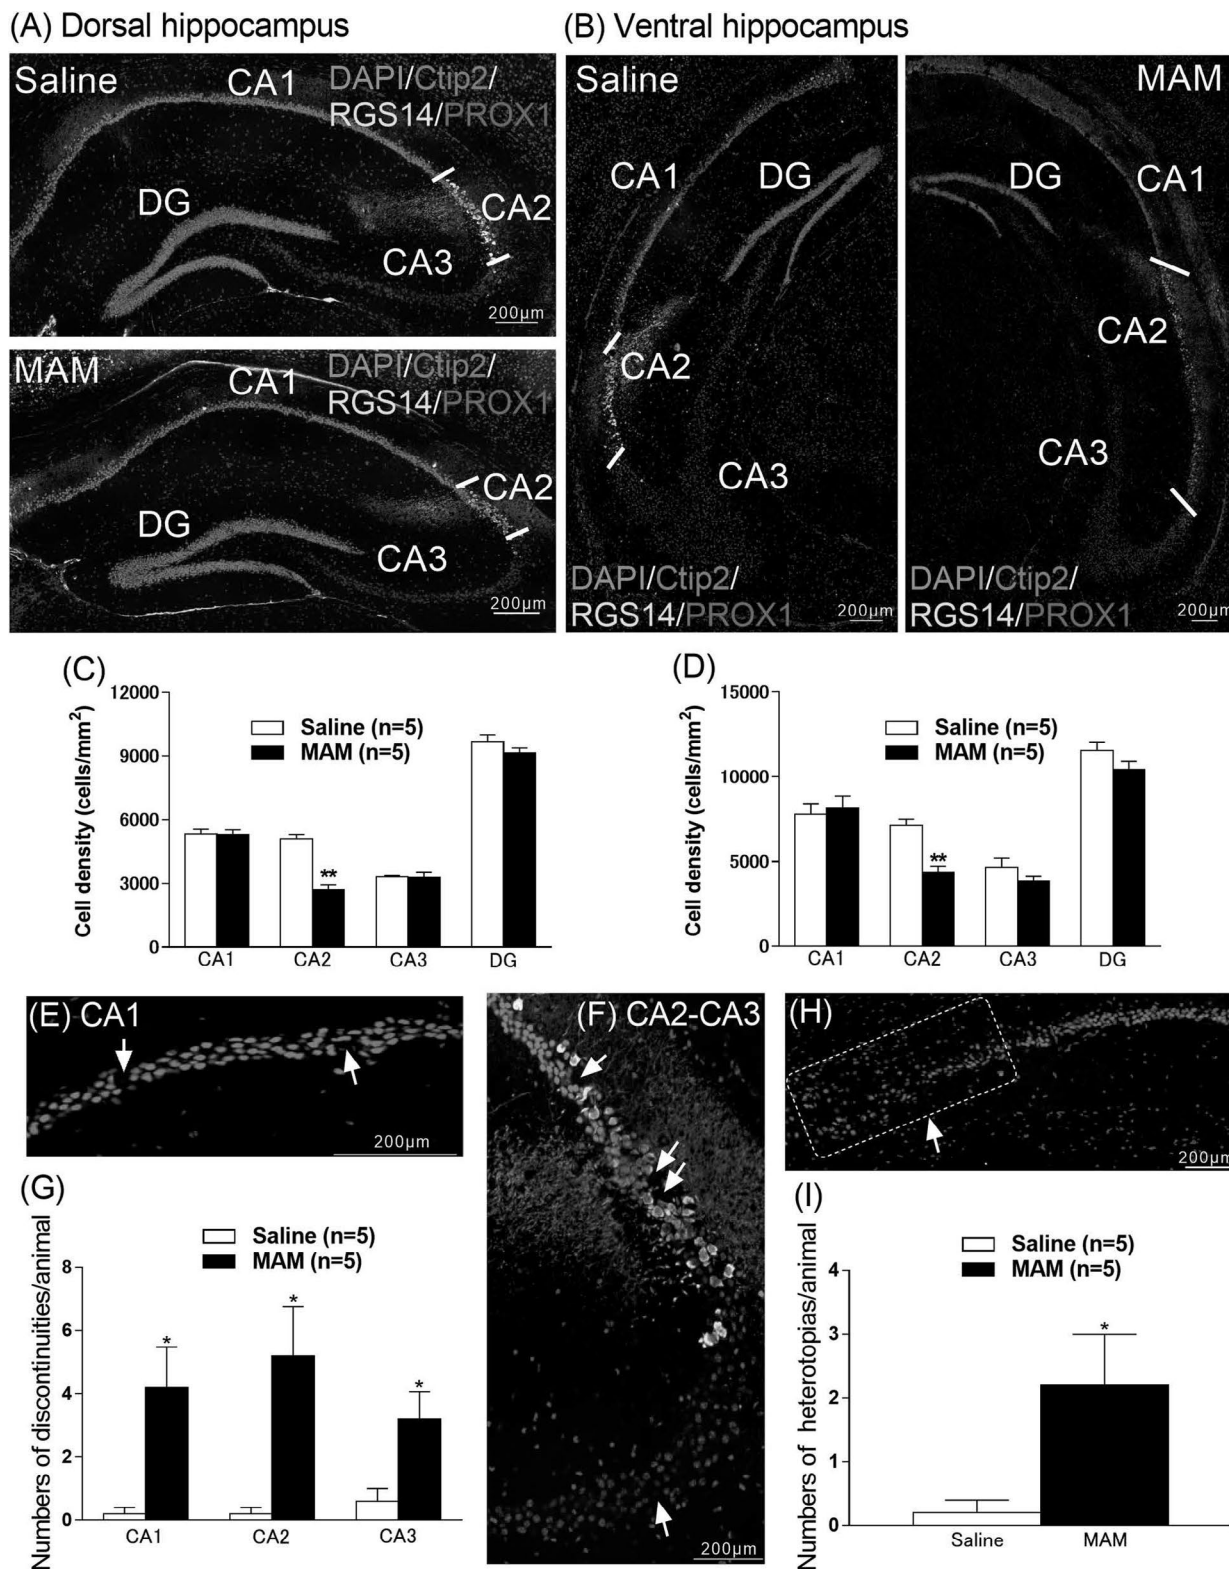 (A) Dorsal hippocampus
Saline
CA1
DAPI/Ctip2/
RGS14/PROX1
DG
CA2
CA3
200μm
MAM
CA1
DAPI/Ctip2/
RGS14/PROX1
CA2
DG
CA3
200μm
(B) Ventral hippocampus
Saline
CA1
DG
CA2
CA3
DAPI/Ctip2/
RGS14/PROX1
200μm
MAM
DG
CA1
CA2
CA3
DAPI/Ctip2/
RGS14/PROX1
200μm
(C)
Cell density (cells/mm²)
12000
9000
6000
3000
0
Saline (n=5)
MAM (n=5)
**
CA1 CA2 CA3 DG
(D)
Cell density (cells/mm²)
15000
10000
5000
0
Saline (n=5)
MAM (n=5)
**
CA1 CA2 CA3 DG
(E) CA1
200μm
(F) CA2-CA3
200μm
(H)
200μm
(G)
Numbers of discontinuities/animal
8
6
4
2
0
Saline (n=5)
MAM (n=5)
* * *
CA1 CA2 CA3
(I)
Numbers of heterotopias/animal
4
3
2
1
0
Saline (n=5)
MAM (n=5)
*
Saline MAM